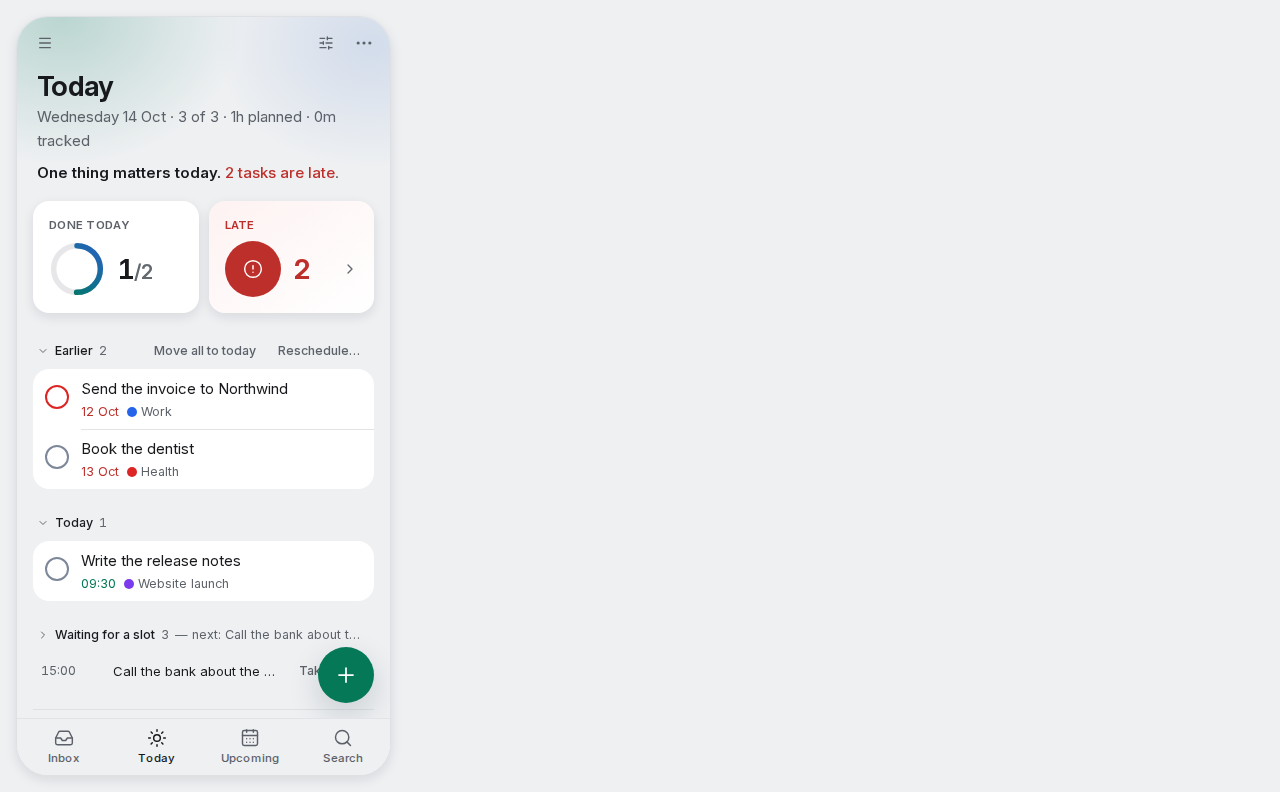 Today
Wednesday 14 Oct · 3 of 3 · 1h planned · 0m
tracked
One thing matters today. 2 tasks are late.
DONE TODAY
1/2
LATE
2
Earlier 2 Move all to today Reschedule…
Send the invoice to Northwind
12 Oct Work
Book the dentist
13 Oct Health
Today 1
Write the release notes
09:30 Website launch
Waiting for a slot 3 — next: Call the bank about t…
15:00 Call the bank about the …
Inbox Today Upcoming Search